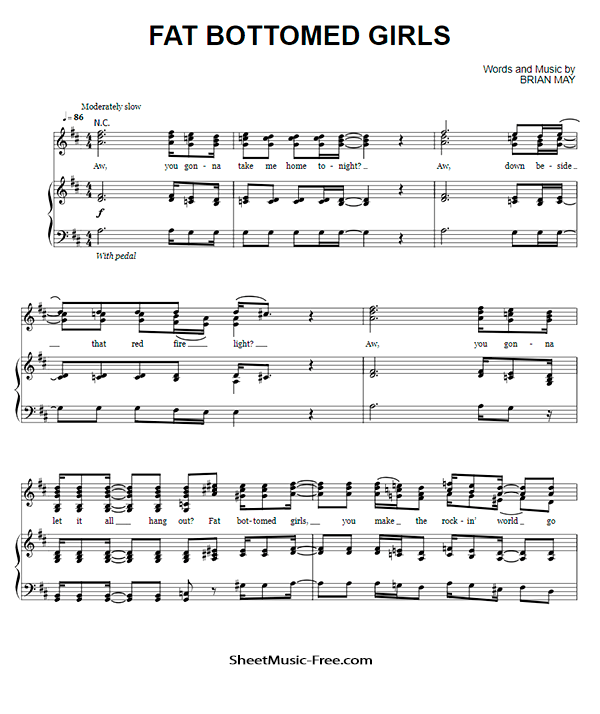 FAT BOTTOMED GIRLS
Words and Music by
BRIAN MAY
Moderately slow
♩ = 86
N.C.
Aw, you gon- na take me home to- night? Aw, down be- side
f
With pedal
that red fire light? Aw, you gon- na
let it all hang out? Fat bot- tomed girls, you make the rock- in' world go
SheetMusic-Free.com